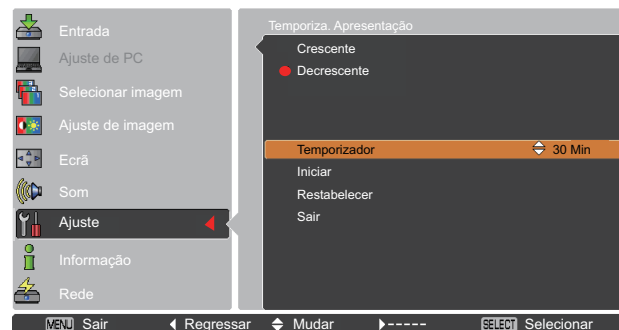 Entrada
Ajuste de PC
Selecionar imagem
Ajuste de imagem
Ecrã
Som
Ajuste
Informação
Rede
Temporiza. Apresentação
Crescente
Decrescente
Temporizador 30 Min
Iniciar
Restabelecer
Sair
MENU Sair Regressar Mudar ----- SELECT Selecionar